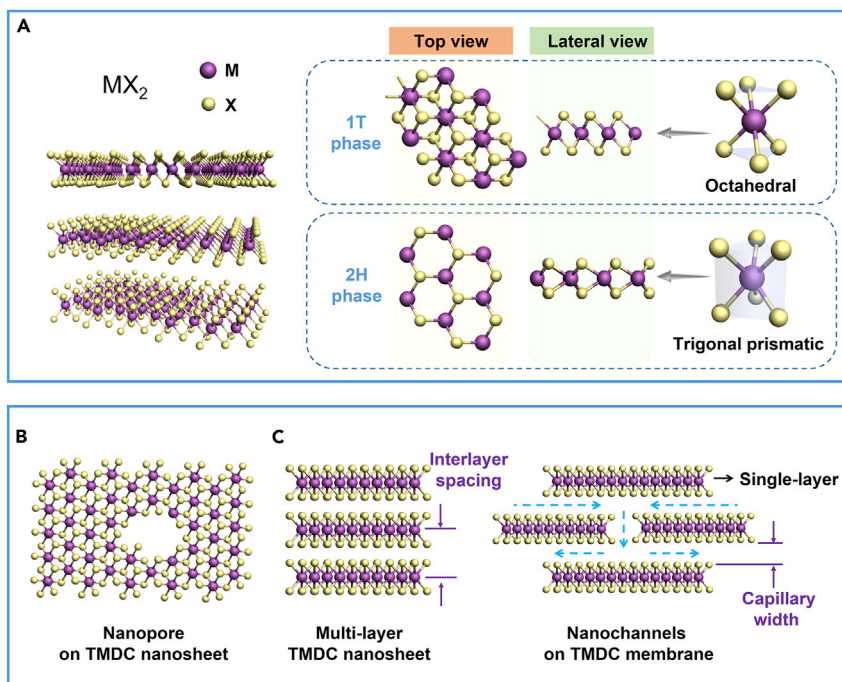 A
MX2
M
X
Top view
Lateral view
1T
phase
Octahedral
2H
phase
Trigonal prismatic
B
Nanopore
on TMDC nanosheet
C
Interlayer
spacing
Multi-layer
TMDC nanosheet
Single-layer
Capillary
width
Nanochannels
on TMDC membrane